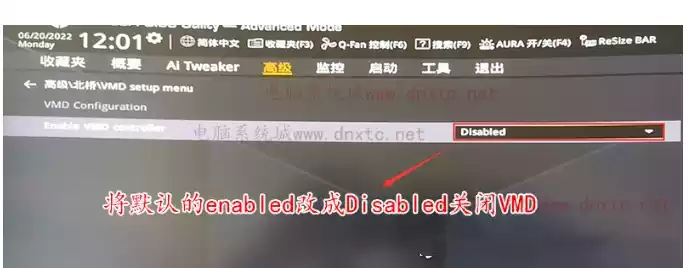 Advanced Mode
06/20/2022
Monday
12:01
简体中文
收藏夹(F3)
Q-Fan 控制(F6)
搜索(F9)
AURA 开/关(F4)
ReSize BAR
收藏夹 概要 Ai Tweaker 高级 监控 启动 工具 退出
高级\北桥\VMD setup menu
电脑系统城www.dnxtc.net
VMD Configuration
Enable VMD controller
电脑系统城www.dnxtc.net
Disabled
将默认的enabled改成Disabled关闭VMD